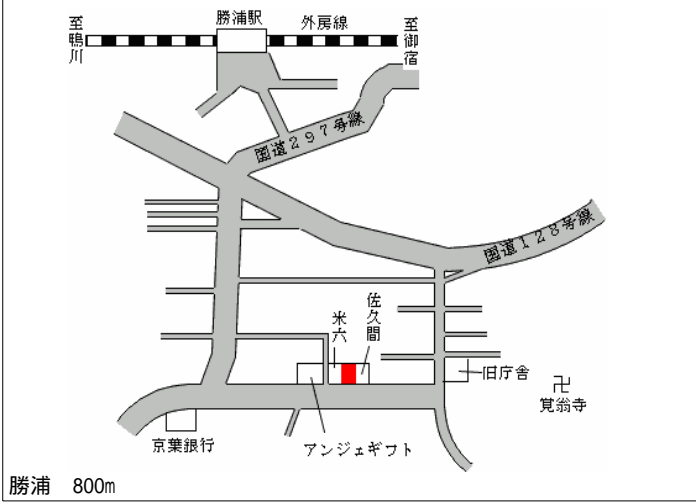 至鴨川
勝浦駅
外房線
至御宿
国道297号線
国道128号線
米六
佐久間
旧庁舎
卍
覚翁寺
京葉銀行
アンジェギフト
勝浦 800m